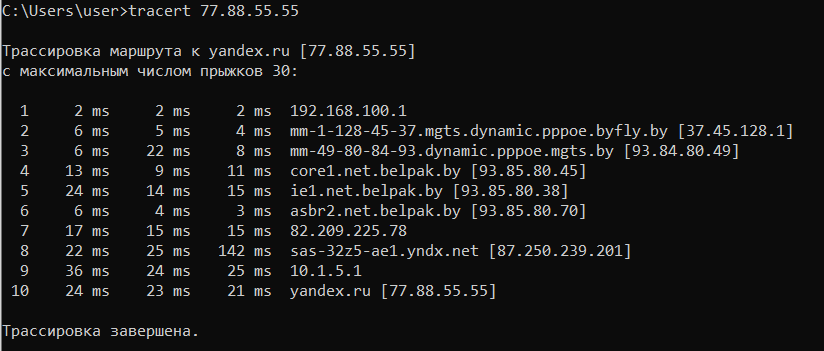 C:\Users\user>tracert 77.88.55.55
Трассировка маршрута к yandex.ru [77.88.55.55]
с максимальным числом прыжков 30:
1 2 ms 2 ms 2 ms 192.168.100.1
2 6 ms 5 ms 4 ms mm-1-128-45-37.mgts.dynamic.pppoe.byfly.by [37.45.128.1]
3 6 ms 22 ms 8 ms mm-49-80-84-93.dynamic.pppoe.mgts.by [93.84.80.49]
4 13 ms 9 ms 11 ms core1.net.belpak.by [93.85.80.45]
5 24 ms 14 ms 15 ms ie1.net.belpak.by [93.85.80.38]
6 6 ms 4 ms 3 ms asbr2.net.belpak.by [93.85.80.70]
7 17 ms 15 ms 15 ms 82.209.225.78
8 22 ms 25 ms 142 ms sas-32z5-ae1.yndx.net [87.250.239.201]
9 36 ms 24 ms 25 ms 10.1.5.1
10 24 ms 23 ms 21 ms yandex.ru [77.88.55.55]
Трассировка завершена.